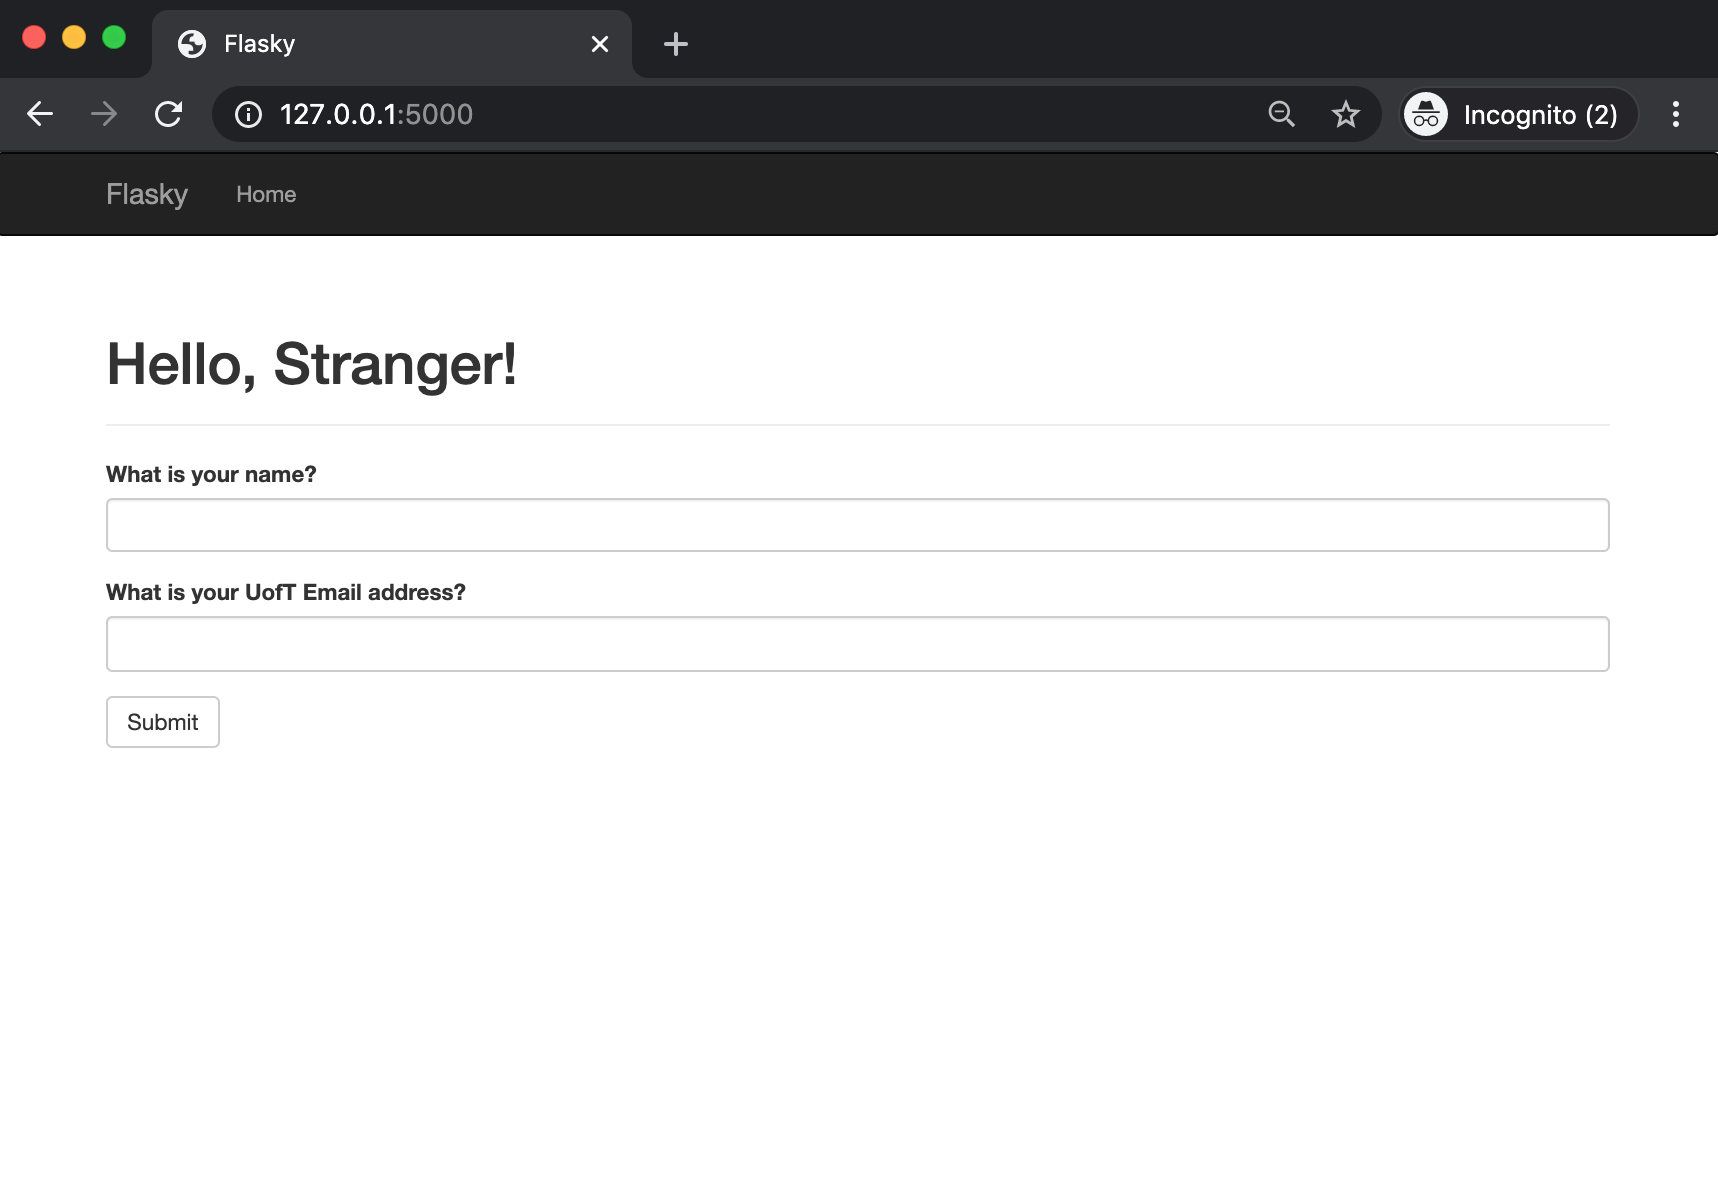 Flasky
127.0.0.1:5000
Incognito (2)
Flasky Home
Hello, Stranger!
What is your name?
What is your UofT Email address?
Submit